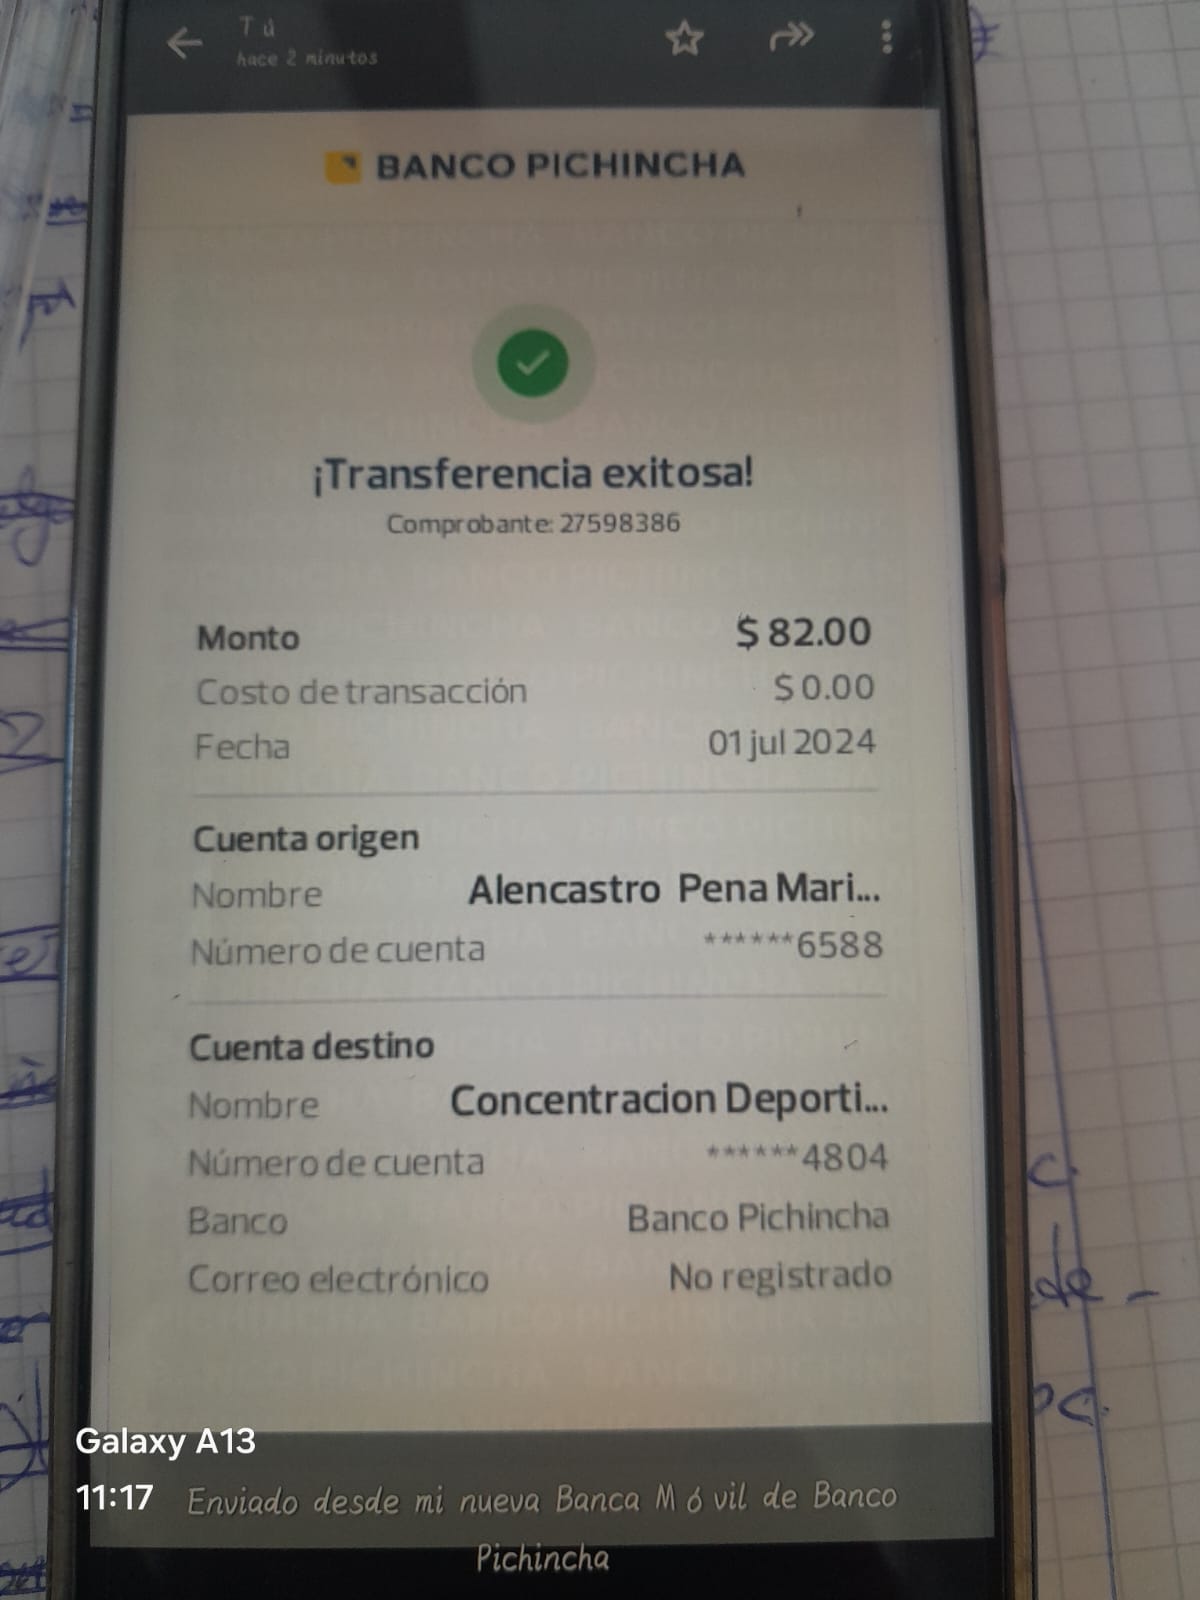 Tú
hace 2 minutos
BANCO PICHINCHA
¡Transferencia exitosa!
Comprobante: 27598386
Monto $ 82.00
Costo de transacción $ 0.00
Fecha 01 jul 2024
Cuenta origen
Nombre Alencastro Pena Mari...
Número de cuenta ******6588
Cuenta destino
Nombre Concentracion Deporti...
Número de cuenta ******4804
Banco Banco Pichincha
Correo electrónico No registrado
Galaxy A13
11:17
Enviado desde mi nueva Banca Móvil de Banco
Pichincha